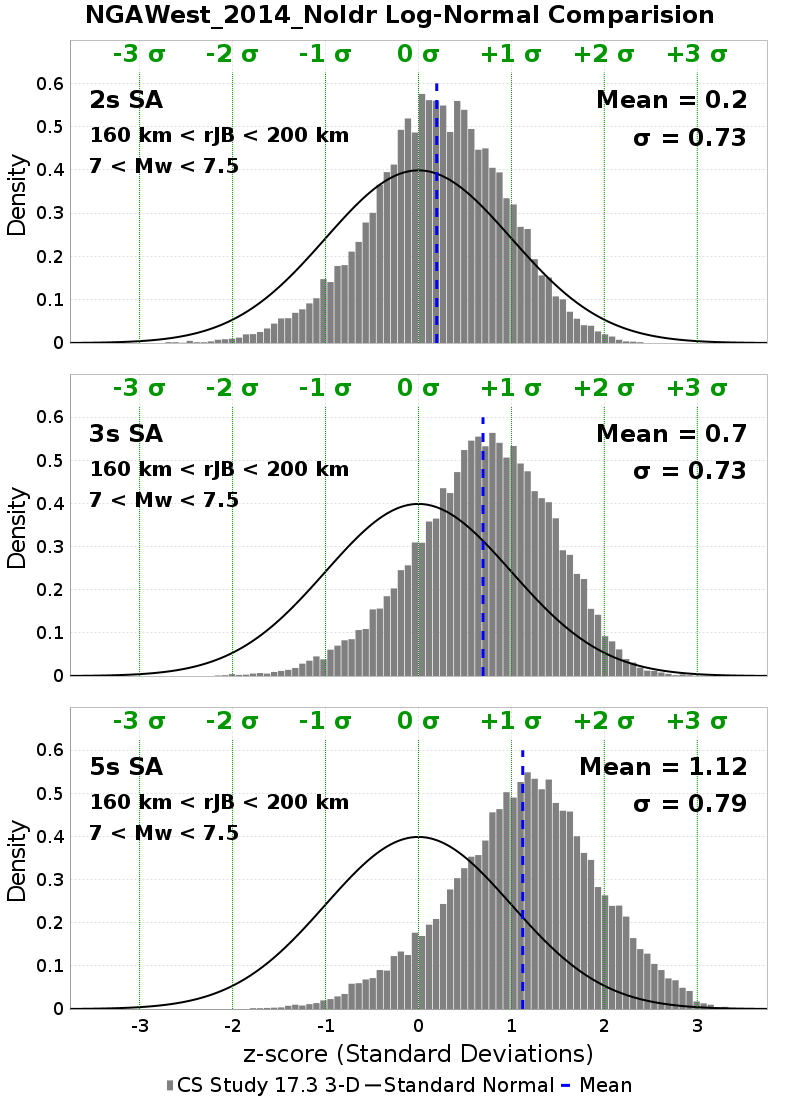 NGAWest_2014_NoIdr Log-Normal Comparision
-3 σ -2 σ -1 σ 0 σ +1 σ +2 σ +3 σ
0.6
2s SA Mean = 0.2
0.5
160 km < rJB < 200 km σ = 0.73
7 < Mw < 7.5
0.4
0.3
0.2
0.1
0
Density
-3 σ -2 σ -1 σ 0 σ +1 σ +2 σ +3 σ
0.6
3s SA Mean = 0.7
0.5
160 km < rJB < 200 km σ = 0.73
7 < Mw < 7.5
0.4
0.3
0.2
0.1
0
Density
-3 σ -2 σ -1 σ 0 σ +1 σ +2 σ +3 σ
0.6
5s SA Mean = 1.12
0.5
160 km < rJB < 200 km σ = 0.79
7 < Mw < 7.5
0.4
0.3
0.2
0.1
0
Density
-3 -2 -1 0 1 2 3
z-score (Standard Deviations)
CS Study 17.3 3-D Standard Normal Mean